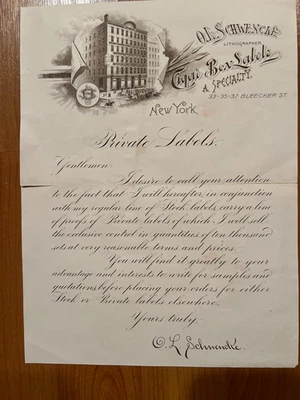 O.L. Schwencke
Lithographer
Cigar Box Labels
A Specialty.
33-35-37 Bleecker St.
New York
Private Labels.
Gentlemen
I desire to call your attention
to the fact that I will hereafter, in conjunction
with my regular line of Stock labels, carry a line
of proofs of Private labels of which I will sell
the exclusive control in quantities of ten thousand
sets at very reasonable terms and prices.
You will find it greatly to your
advantage and interests to write for samples and
quotations before placing your orders for either
Stock or Private labels elsewhere.
Yours truly,
O. L. Schwencke